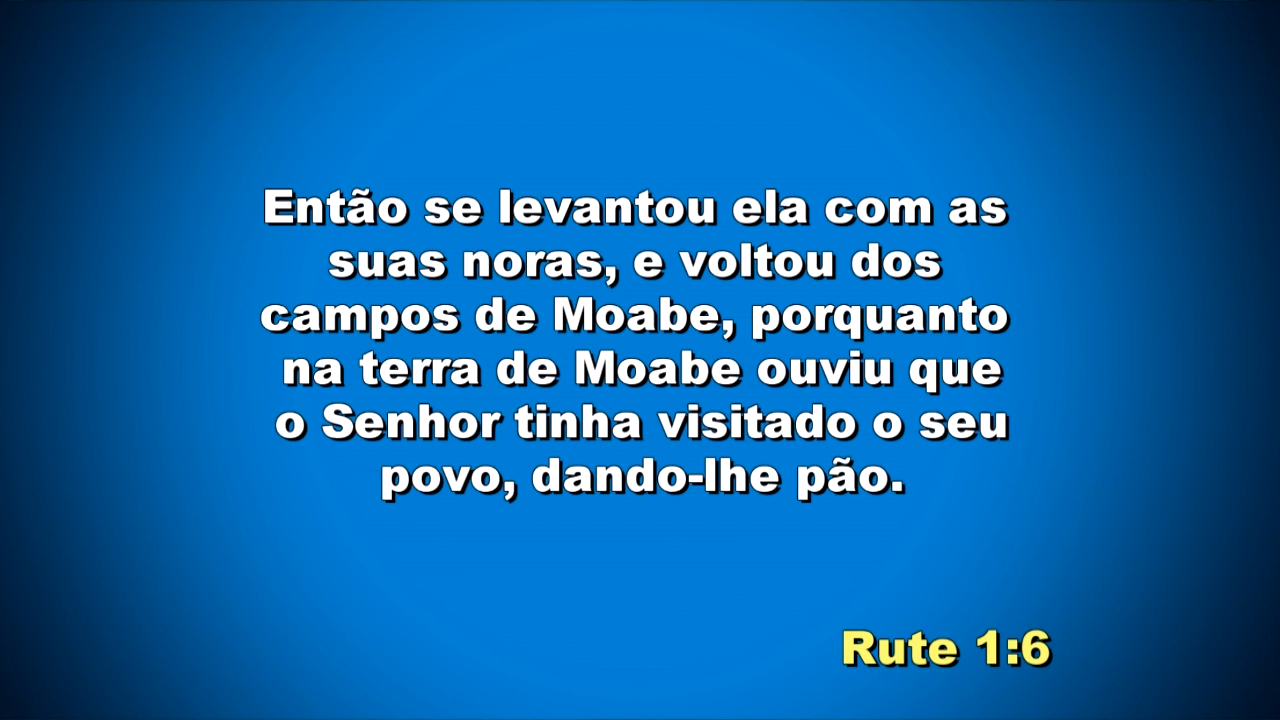 Então se levantou ela com as
suas noras, e voltou dos
campos de Moabe, porquanto
na terra de Moabe ouviu que
o Senhor tinha visitado o seu
povo, dando-lhe pão.
Rute 1:6